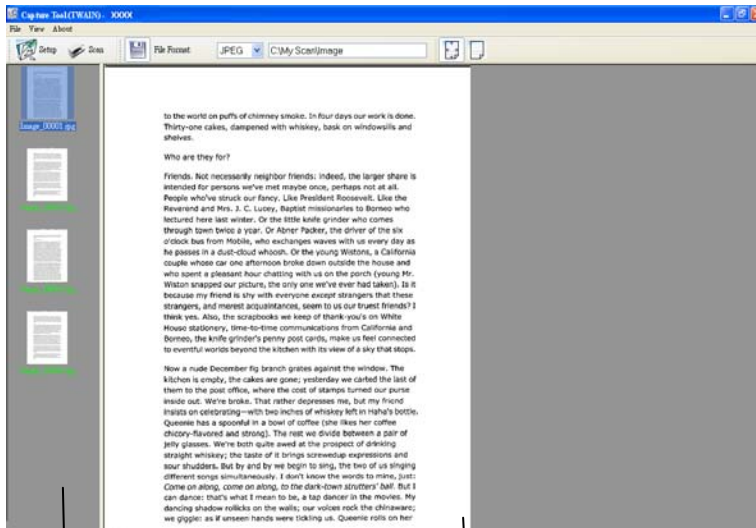 Capture Tool(TWAIN) - XXXX
File View About
Setup Scan File Format: JPEG C:\My Scan\Image
Image_00001.jpg
to the world on puffs of chimney smoke. In four days our work is done.
Thirty-one cakes, dampened with whiskey, bask on windowsills and
shelves.
Who are they for?
Friends. Not necessarily neighbor friends: indeed, the larger share is
intended for persons we've met maybe once, perhaps not at all.
People who've struck our fancy. Like President Roosevelt. Like the
Reverend and Mrs. J. C. Lucey, Baptist missionaries to Borneo who
lectured here last winter. Or the little knife grinder who comes
through town twice a year. Or Abner Packer, the driver of the six
o'clock bus from Mobile, who exchanges waves with us every day as
he passes in a dust-cloud whoosh. Or the young Wistons, a California
couple whose car one afternoon broke down outside the house and
who spent a pleasant hour chatting with us on the porch (young Mr.
Wiston snapped our picture, the only one we've ever had taken). Is it
because my friend is shy with everyone except strangers that these
strangers, and merest acquaintances, seem to us our truest friends? I
think yes. Also, the scrapbooks we keep of thank-you's on White
House stationery, time-to-time communications from California and
Borneo, the knife grinder's penny post cards, make us feel connected
to eventful worlds beyond the kitchen with its view of a sky that stops.
Now a nude December fig branch grates against the window. The
kitchen is empty, the cakes are gone; yesterday we carted the last of
them to the post office, where the cost of stamps turned our purse
inside out. We're broke. That rather depresses me, but my friend
insists on celebrating—with two inches of whiskey left in Haha's bottle.
Queenie has a spoonful in a bowl of coffee (she likes her coffee
chicory-flavored and strong). The rest we divide between a pair of
jelly glasses. We're both quite awed at the prospect of drinking
straight whiskey; the taste of it brings screwedup expressions and
sour shudders. But by and by we begin to sing, the two of us singing
different songs simultaneously. I don't know the words to mine, just:
Come on along, come on along, to the dark-town strutters' ball. But I
can dance: that's what I mean to be, a tap dancer in the movies. My
dancing shadow rollicks on the walls; our voices rock the chinaware;
we giggle: as if unseen hands were tickling us. Queenie rolls on her